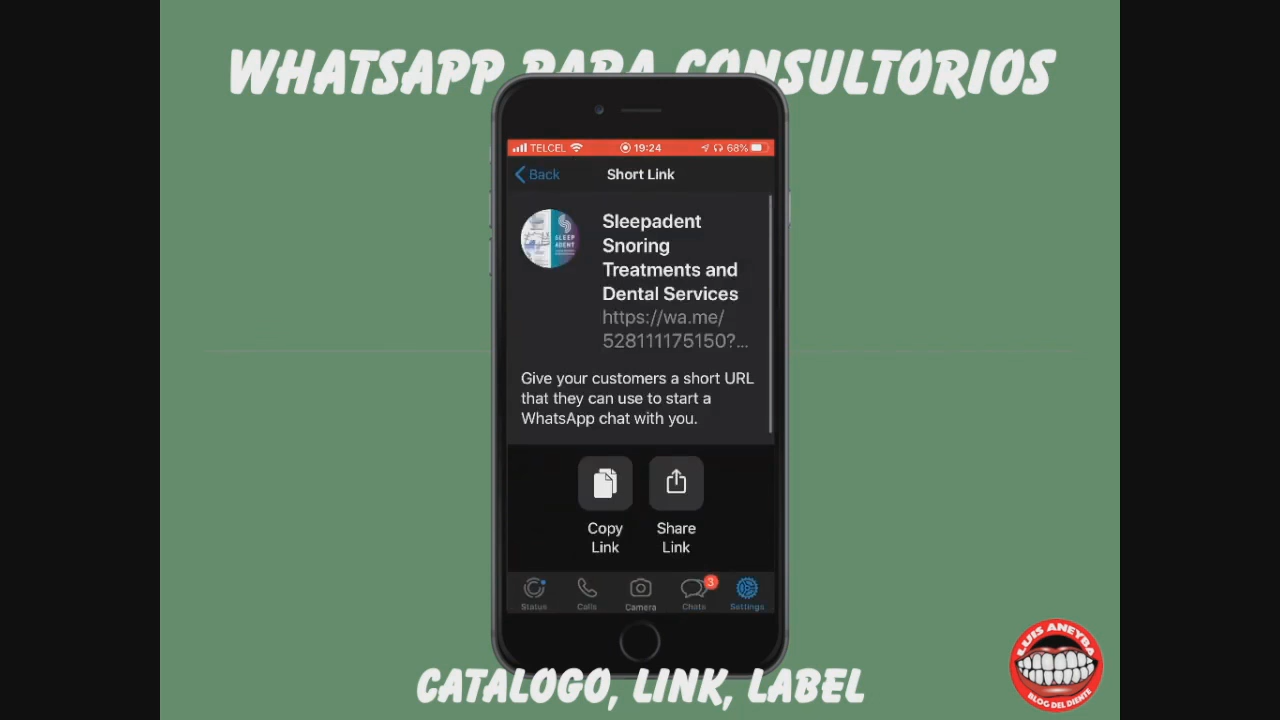 WHATSAPP PARA CONSULTORIOS
TELCEL 19:24 68%
Back Short Link
SLEEP
ADENT
Sleepadent
Snoring
Treatments and
Dental Services
https://wa.me/
528111175150?...
Give your customers a short URL
that they can use to start a
WhatsApp chat with you.
Copy
Link
Share
Link
3
Status Calls Camera Chats Settings
CATALOGO, LINK, LABEL
LUIS ANEYBA
BLOG DEL DIENTE